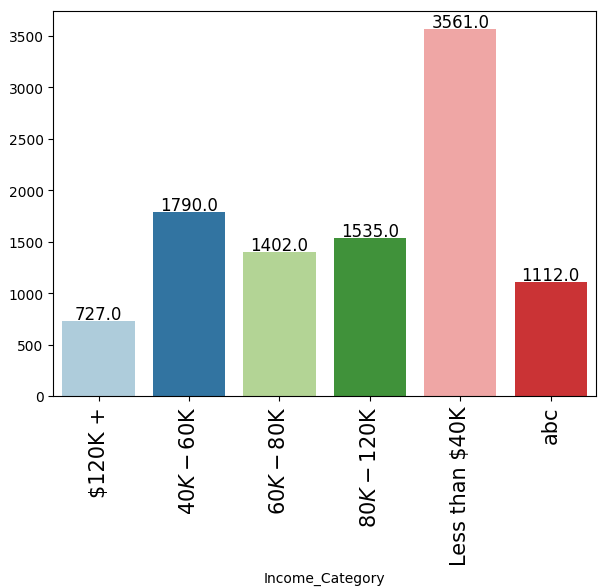 3500
3000
2500
2000
1500
1000
500
0
727.0
1790.0
1402.0
1535.0
3561.0
1112.0
$120K +
40K − 60K
60K − 80K
80K − 120K
Less than $40K
abc
Income_Category